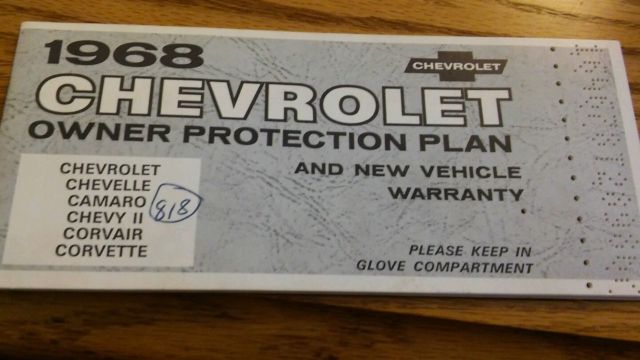 1968
CHEVROLET
CHEVROLET
OWNER PROTECTION PLAN
AND NEW VEHICLE
WARRANTY
CHEVROLET
CHEVELLE
CAMARO
CHEVY II
CORVAIR
CORVETTE
818
PLEASE KEEP IN
GLOVE COMPARTMENT